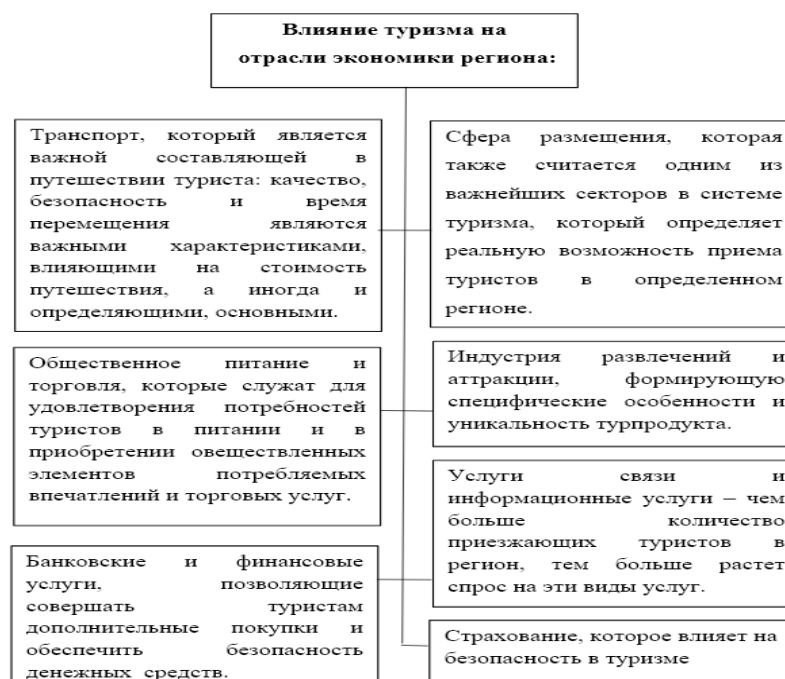 Влияние туризма на
отрасли экономики региона:
Транспорт, который является
важной составляющей в
путешествии туриста: качество,
безопасность и время
перемещения являются
важными характеристиками,
влияющими на стоимость
путешествия, а иногда и
определяющими, основными.
Сфера размещения, которая
также считается одним из
важнейших секторов в системе
туризма, который определяет
реальную возможность приема
туристов в определенном
регионе.
Общественное питание и
торговля, которые служат для
удовлетворения потребностей
туристов в питании и в
приобретении овеществленных
элементов потребляемых
впечатлений и торговых услуг.
Индустрия развлечений и
аттракции, формирующую
специфические особенности и
уникальность турпродукта.
Услуги связи и
информационные услуги – чем
больше количество
приезжающих туристов в
регион, тем больше растет
спрос на эти виды услуг.
Банковские и финансовые
услуги, позволяющие
совершать туристам
дополнительные покупки и
обеспечить безопасность
денежных средств.
Страхование, которое влияет на
безопасность в туризме